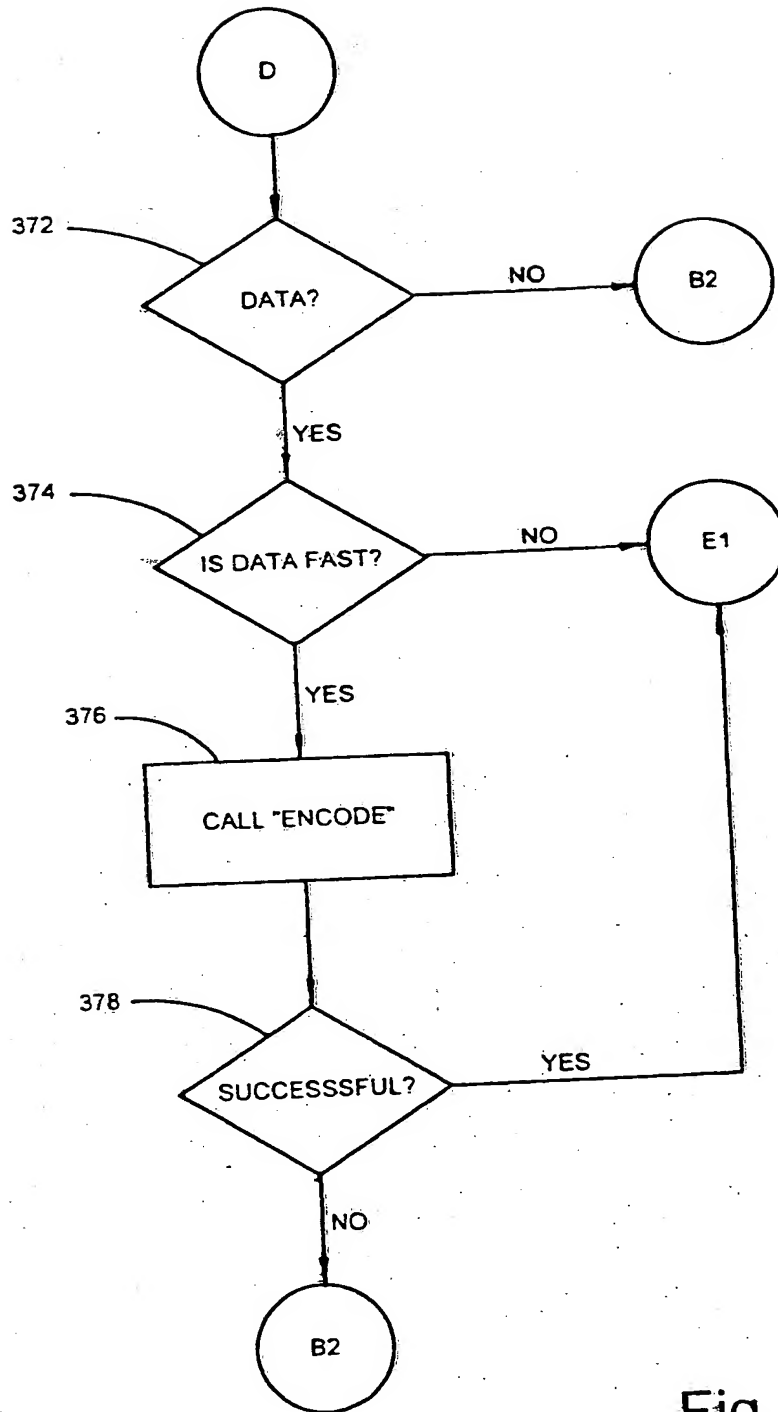 D
372
DATA?
NO
B2
YES
374
IS DATA FAST?
NO
E1
YES
376
CALL "ENCODE"
378
SUCCESSSFUL?
YES
NO
B2
Fig